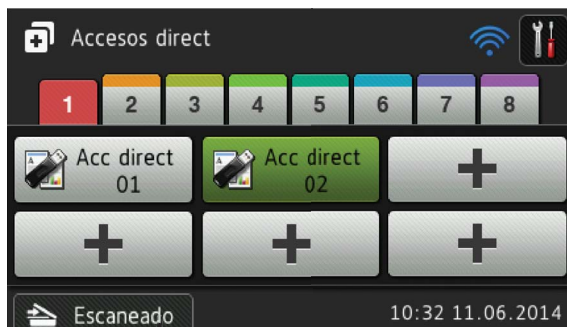 Accesos direct
1 2 3 4 5 6 7 8
Acc direct
01
Acc direct
02
Escaneado
10:32 11.06.2014